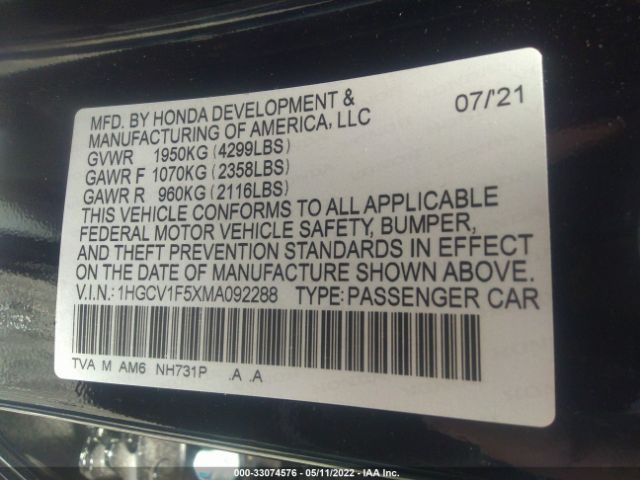 MFD. BY HONDA DEVELOPMENT & 07/'21
MANUFACTURING OF AMERICA, LLC
GVWR 1950KG (4299LBS)
GAWR F 1070KG (2358LBS)
GAWR R 960KG (2116LBS)
THIS VEHICLE CONFORMS TO ALL APPLICABLE
FEDERAL MOTOR VEHICLE SAFETY, BUMPER,
AND THEFT PREVENTION STANDARDS IN EFFECT
ON THE DATE OF MANUFACTURE SHOWN ABOVE.
V.I.N.: 1HGCV1F5XMA092288 TYPE: PASSENGER CAR
TVA M AM6 NH731P .A .A
000-33074576 - 05/11/2022 - IAA Inc.